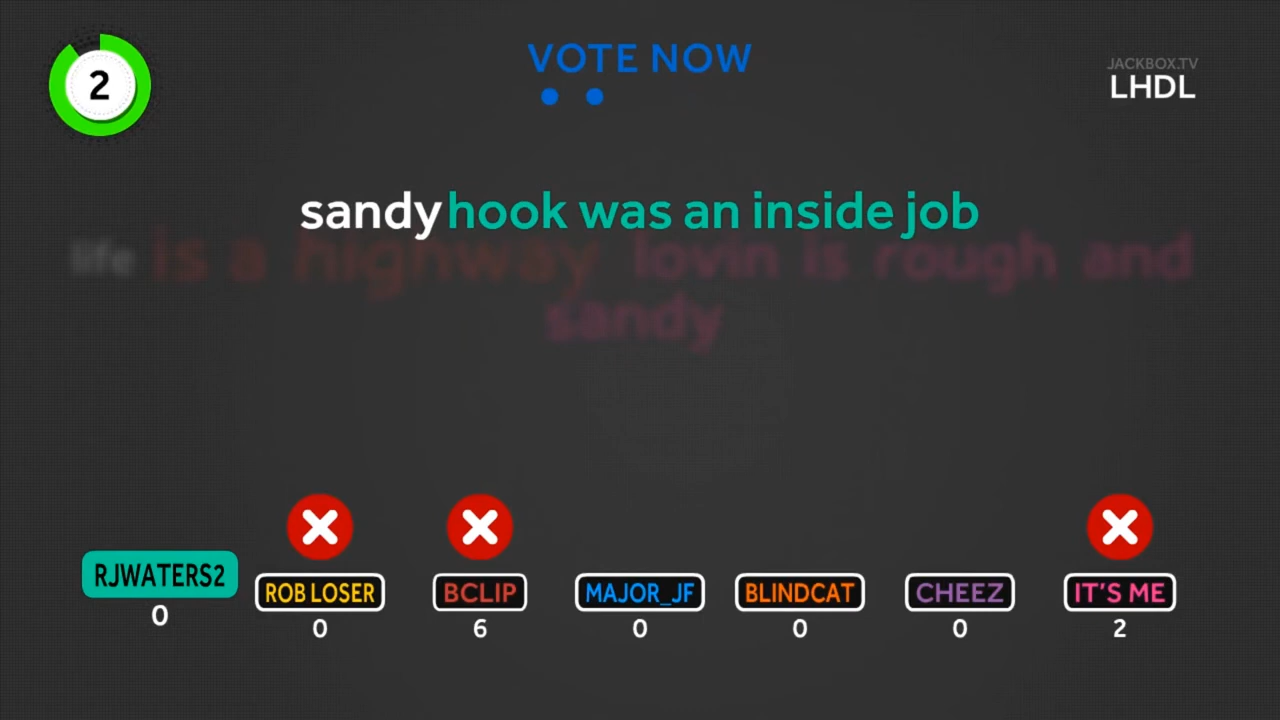 2
VOTE NOW
JACKBOX.TV
LHDL
sandy hook was an inside job
life is a highway lovin is rough and
sandy
RJWATERS2
ROB LOSER
BCLIP
MAJOR_JF
BLINDCAT
CHEEZ
IT'S ME
0
0
6
0
0
0
2